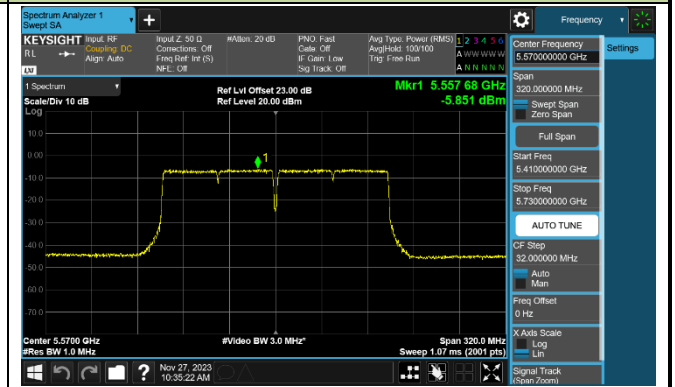 Spectrum Analyzer 1
Swept SA
+
Frequency
KEYSIGHT
Input: RF
Coupling: DC
Align: Auto
Input Z: 50 Ω
Corrections: Off
Freq Ref: Int (S)
NFE: Off
#Atten: 20 dB
PNO: Fast
Gate: Off
IF Gain: Low
Sig Track: Off
Avg Type: Power (RMS)
Avg|Hold: 100/100
Trig: Free Run
1 2 3 4 5 6
A W W W W W
A N N N N N
RL
LXI
1 Spectrum
Scale/Div 10 dB
Log
Ref Lvl Offset 23.00 dB
Ref Level 20.00 dBm
Mkr1 5.557 68 GHz
-5.851 dBm
10.0
0.00
-10.0
-20.0
-30.0
-40.0
-50.0
-60.0
-70.0
1
Center 5.5700 GHz
#Res BW 1.0 MHz
#Video BW 3.0 MHz*
Span 320.0 MHz
Sweep 1.07 ms (2001 pts)
Nov 27, 2023
10:35:22 AM
?
Center Frequency
5.570000000 GHz
Span
320.000000 MHz
Swept Span
Zero Span
Full Span
Start Freq
5.410000000 GHz
Stop Freq
5.730000000 GHz
AUTO TUNE
CF Step
32.000000 MHz
Auto
Man
Freq Offset
0 Hz
X Axis Scale
Log
Lin
Signal Track
(Span Zoom)
Settings